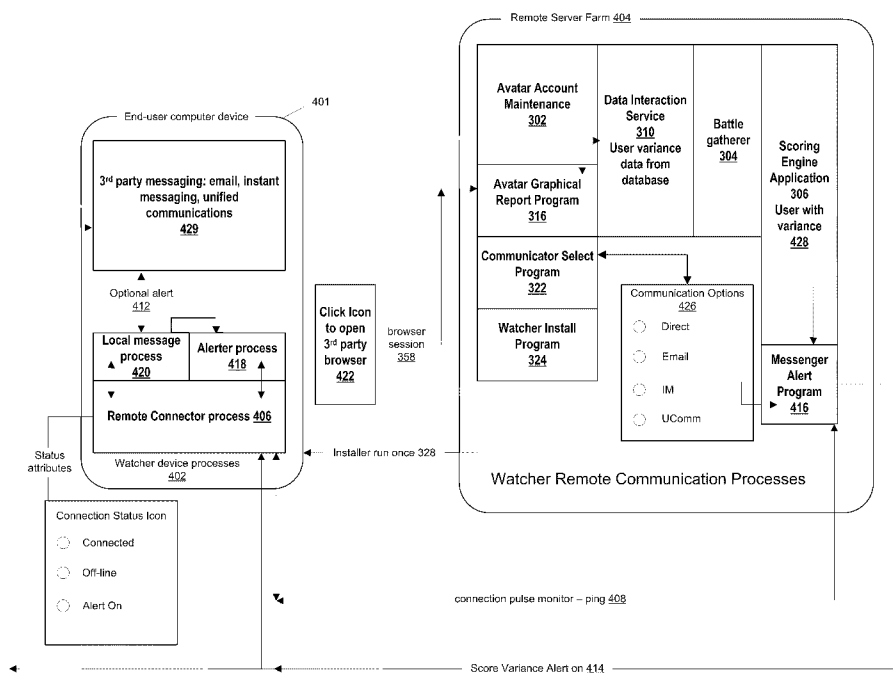 Remote Server Farm 404
401
End-user computer device
3rd party messaging: email, instant
messaging, unified
communications
429
Optional alert
412
Local message
process
420
Alerter process
418
Remote Connector process 406
Watcher device processes
402
Status
attributes
Connection Status Icon
Connected
Off-line
Alert On
Click Icon
to open
3rd party
browser
422
browser
session
358
Installer run once 328
Avatar Account
Maintenance
302
Avatar Graphical
Report Program
316
Communicator Select
Program
322
Watcher Install
Program
324
Data Interaction
Service
310
User variance
data from
database
Battle
gatherer
304
Scoring
Engine
Application
306
User with
variance
428
Communication Options
426
Direct
Email
IM
UComm
Messenger
Alert
Program
416
Watcher Remote Communication Processes
connection pulse monitor – ping 408
Score Variance Alert on 414